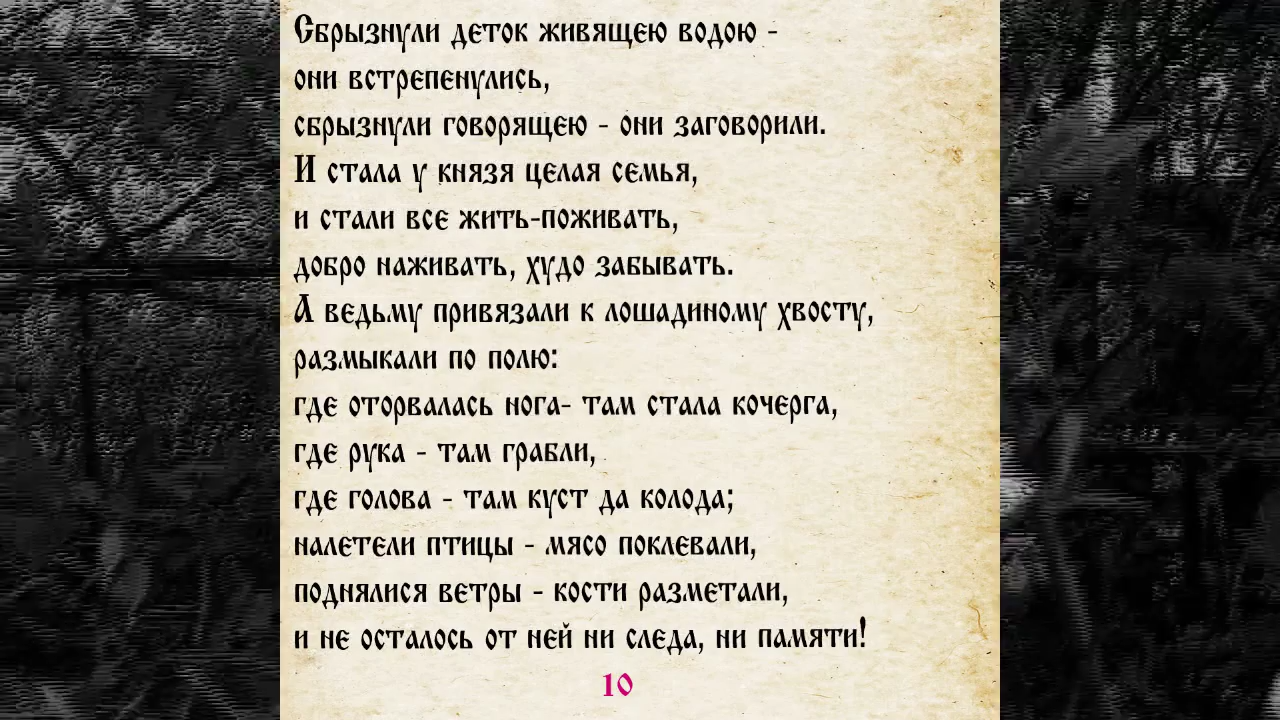 Сбрызнули деток живящею водою -
они встрепенулись,
сбрызнули говорящею - они заговорили.
И стала у князя целая семья,
и стали все жить-поживать,
добро наживать, худо забывать.
А ведьму привязали к лошадиному хвосту,
размыкали по полю:
где оторвалась нога- там стала кочерга,
где рука - там грабли,
где голова - там куст да колода;
налетели птицы - мясо поклевали,
поднялися ветры - кости разметали,
и не осталось от ней ни следа, ни памяти!
10